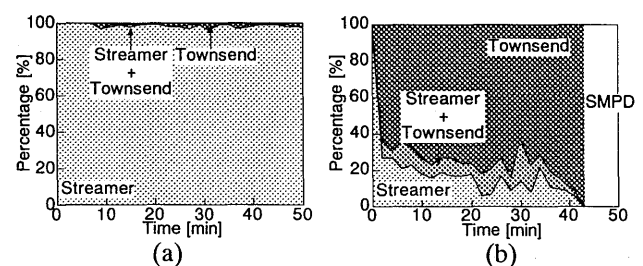 100
80
60
40
20
0
Percentage [%]
Streamer
+
Townsend
Townsend
Streamer
0 10 20 30 40 50
Time [min]
(a)
100
80
60
40
20
0
Percentage [%]
Townsend
Streamer
+
Townsend
SMPD
Streamer
0 10 20 30 40 50
Time [min]
(b)